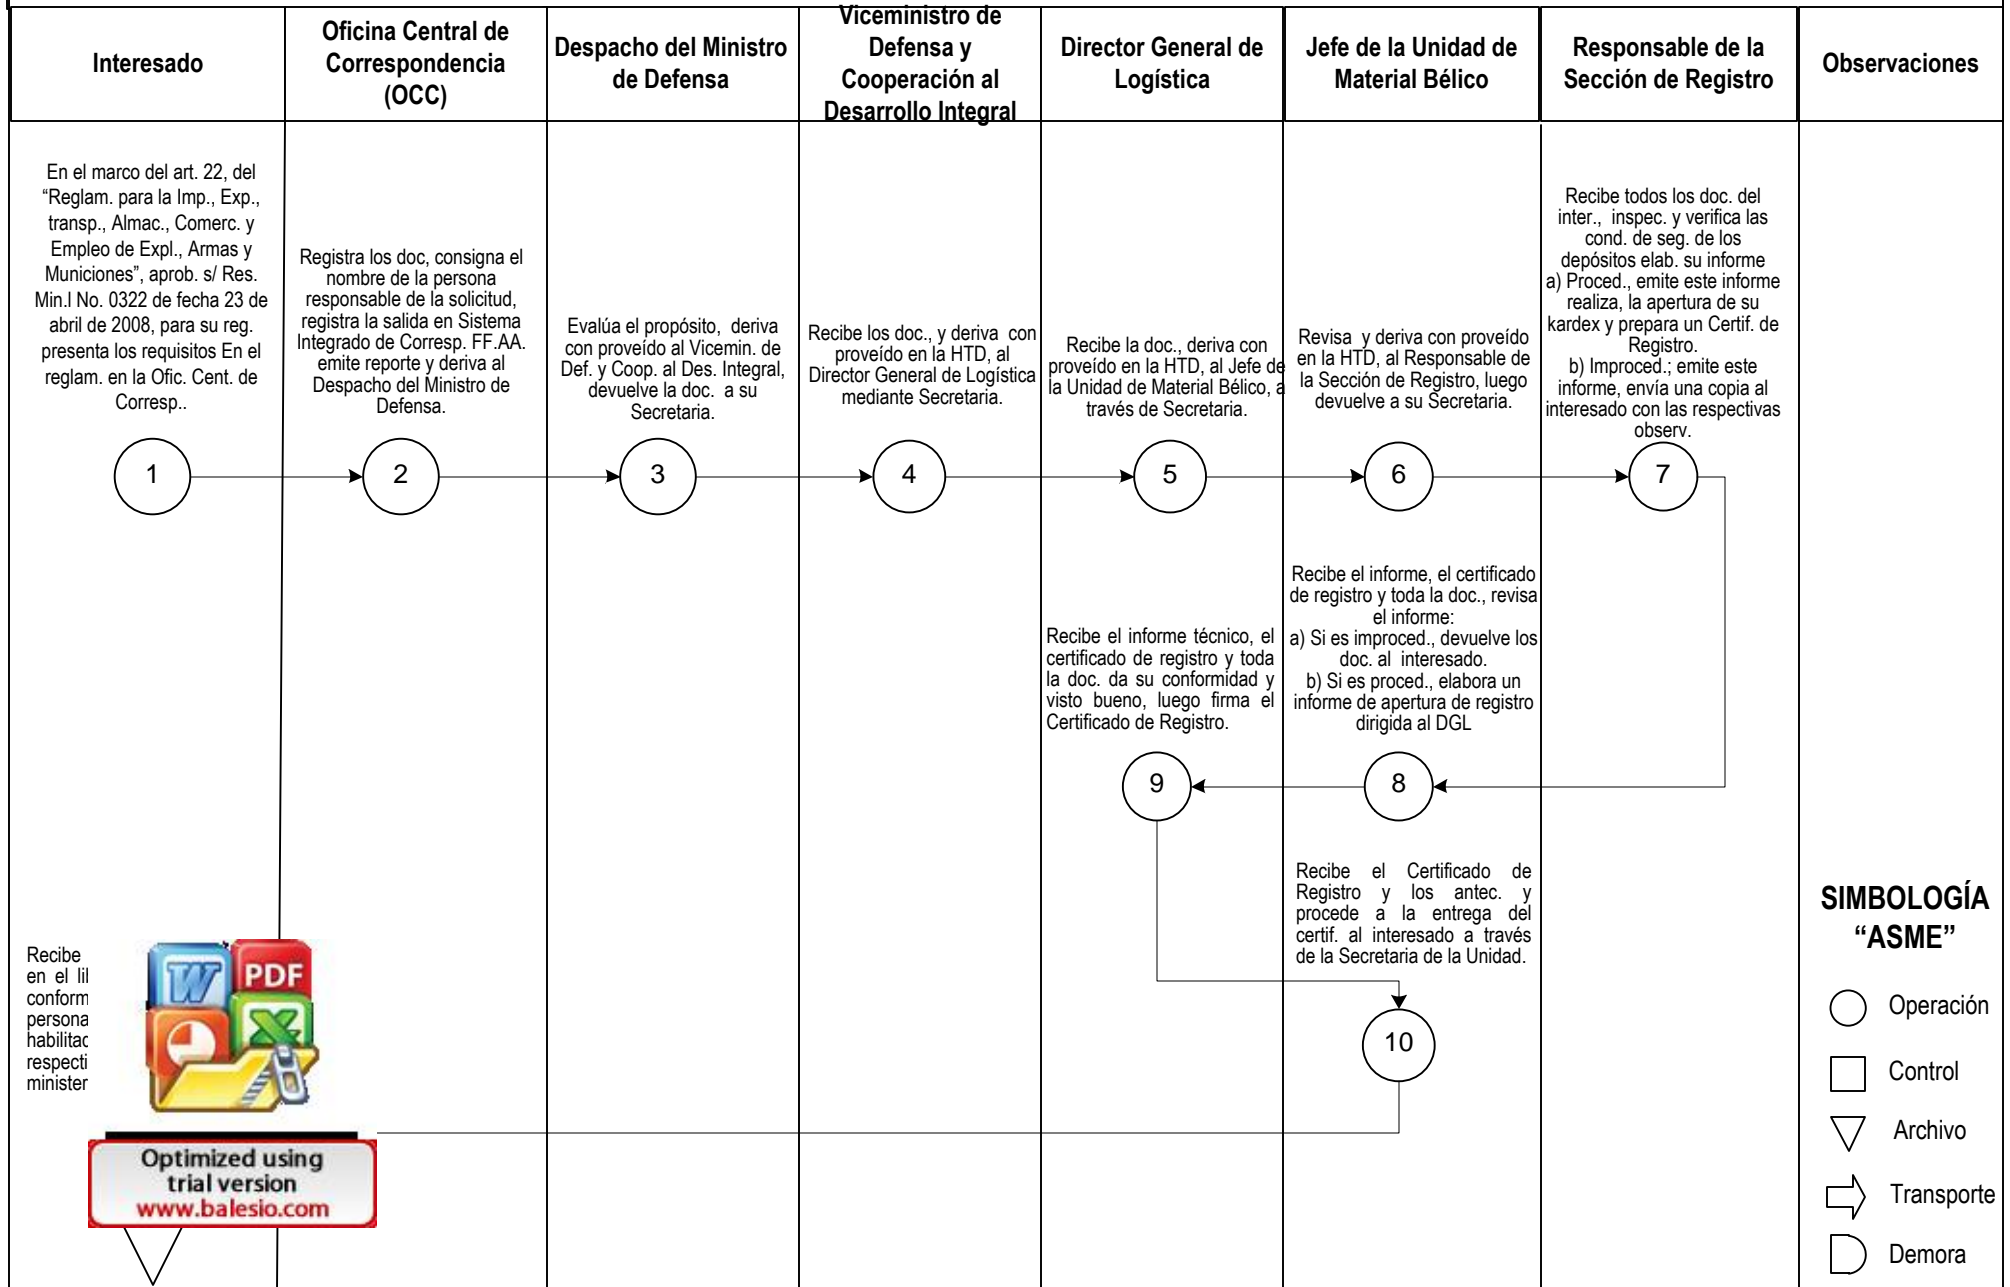 Interesado
Oficina Central de
Correspondencia
(OCC)
Despacho del Ministro
de Defensa
Viceministro de
Defensa y
Cooperación al
Desarrollo Integral
Director General de
Logística
Jefe de la Unidad de
Material Bélico
Responsable de la
Sección de Registro
Observaciones
En el marco del art. 22, del
“Reglam. para la Imp., Exp.,
transp., Almac., Comerc. y
Empleo de Expl., Armas y
Municiones”, aprob. s/ Res.
Min.l No. 0322 de fecha 23 de
abril de 2008, para su reg.
presenta los requisitos En el
reglam. en la Ofic. Cent. de
Corresp..
1
Registra los doc, consigna el
nombre de la persona
responsable de la solicitud,
registra la salida en Sistema
Integrado de Corresp. FF.AA.
emite reporte y deriva al
Despacho del Ministro de
Defensa.
2
Evalúa el propósito, deriva
con proveído al Vicemin. de
Def. y Coop. al Des. Integral,
devuelve la doc. a su
Secretaria.
3
Recibe los doc., y deriva con
proveído en la HTD, al
Director General de Logística
mediante Secretaria.
4
Recibe la doc., deriva con
proveído en la HTD, al Jefe de
la Unidad de Material Bélico, a
través de Secretaria.
5
Revisa y deriva con proveído
en la HTD, al Responsable de
la Sección de Registro, luego
devuelve a su Secretaria.
6
Recibe todos los doc. del
inter., inspec. y verifica las
cond. de seg. de los
depósitos elab. su informe
a) Proced., emite este informe
realiza, la apertura de su
kardex y prepara un Certif. de
Registro.
b) Improced.; emite este
informe, envía una copia al
interesado con las respectivas
observ.
7
Recibe el informe, el certificado
de registro y toda la doc., revisa
el informe:
a) Si es improced., devuelve los
doc. al interesado.
b) Si es proced., elabora un
informe de apertura de registro
dirigida al DGL
8
Recibe el informe técnico, el
certificado de registro y toda
la doc. da su conformidad y
visto bueno, luego firma el
Certificado de Registro.
9
Recibe el Certificado de
Registro y los antec. y
procede a la entrega del
certif. al interesado a través
de la Secretaria de la Unidad.
10
Recibe
en el
conform
persona
habilitac
respecti
minister
W PDF
X
Optimized using
trial version
www.balesio.com
SIMBOLOGÍA
“ASME”
Operación
Control
Archivo
Transporte
Demora